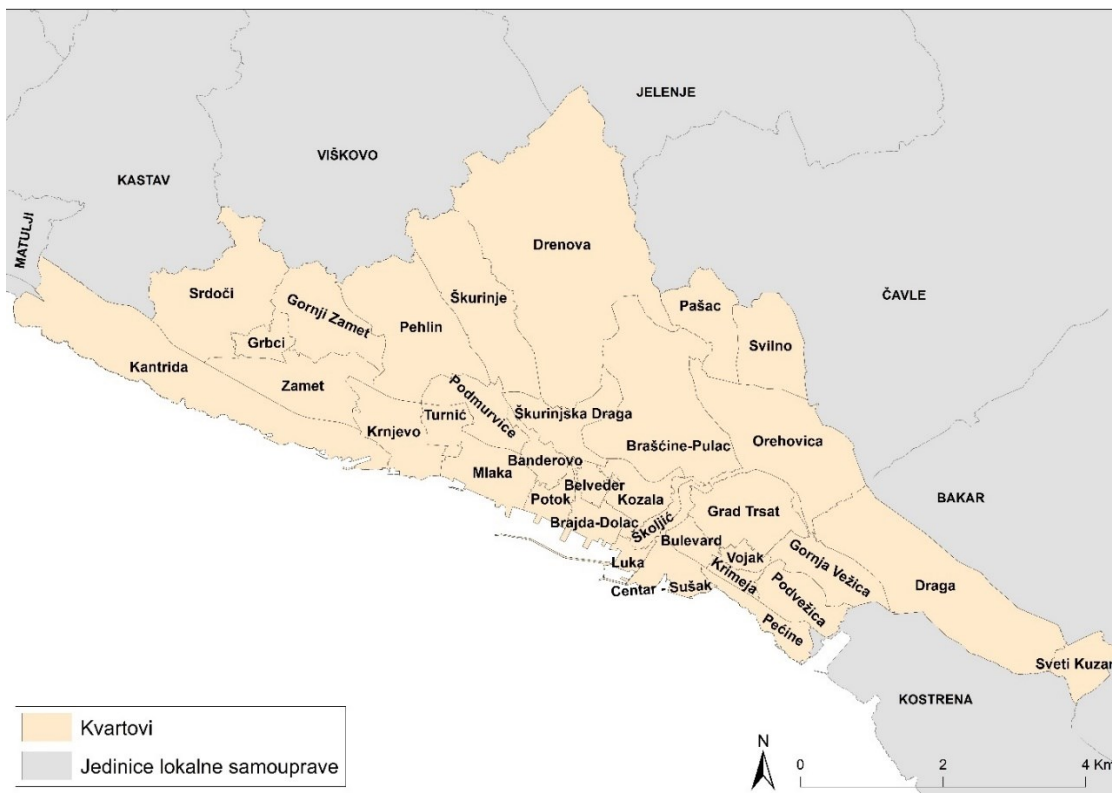 JELENJE
VIŠKOVO
KASTAV
MATULJI
Drenova
Srdoči
Škurinje
Pašac
ČAVLE
Gornji Zamet
Pehlin
Grbci
Svilno
Kantrida
Zamet
Podmurvice
Turnić
Škurinjska Draga
Krnjevo
Brašćine-Pulac
Orehovica
Banderovo
Mlaka
Belveder
Potok
Kozala
BAKAR
Grad Trsat
Brajda-Dolac
Školjić
Bulevard
Vojak
Gornja Vežica
Luka
Krimeja
Podvežica
Draga
Centar - Sušak
Pećine
Sveti Kuzam
KOSTRENA
Kvartovi
Jedinice lokalne samouprave
N
0 2 4 Km